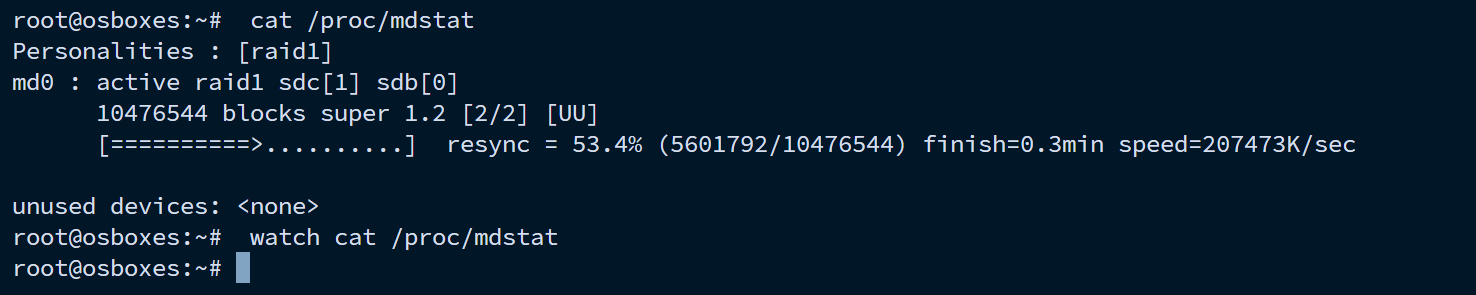 root@osboxes:~#  cat /proc/mdstat
Personalities : [raid1]
md0 : active raid1 sdc[1] sdb[0]
      10476544 blocks super 1.2 [2/2] [UU]
      [==========>..........]  resync = 53.4% (5601792/10476544) finish=0.3min speed=207473K/sec

unused devices: <none>
root@osboxes:~#  watch cat /proc/mdstat
root@osboxes:~#